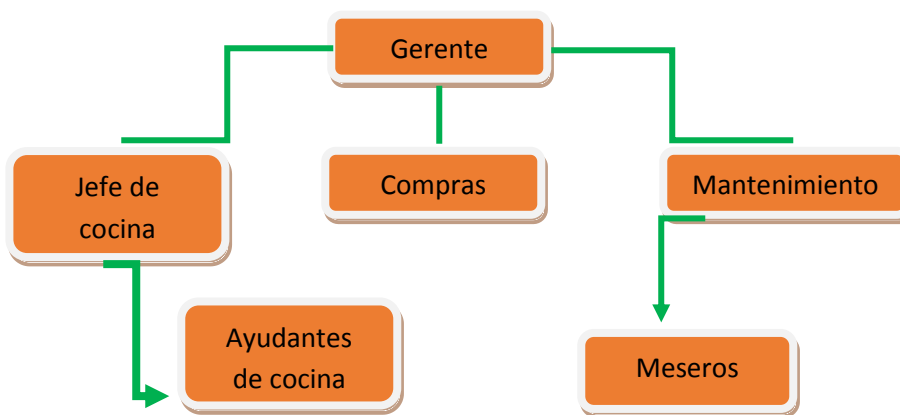 Gerente
Jefe de
cocina
Compras
Mantenimiento
Ayudantes
de cocina
Meseros